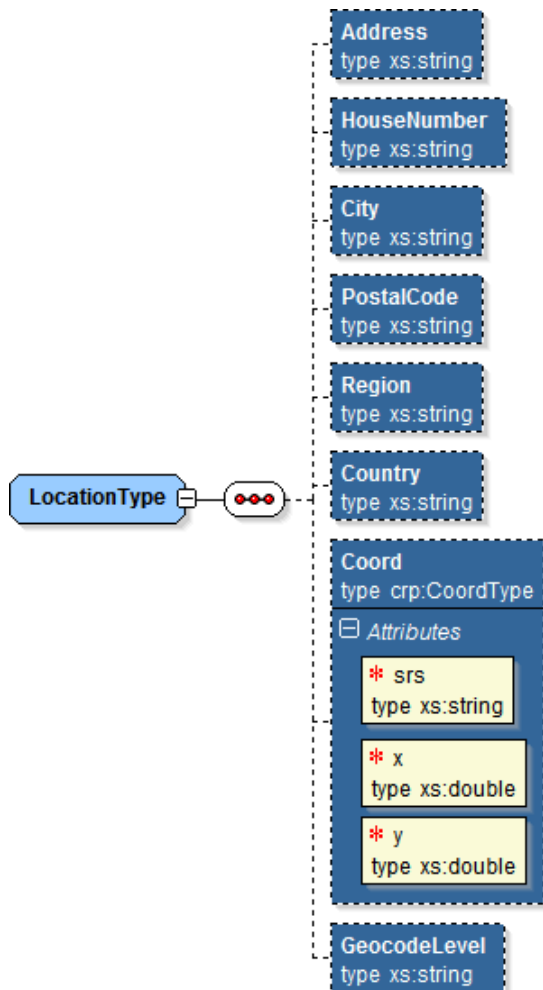 Address
type xs:string
HouseNumber
type xs:string
City
type xs:string
PostalCode
type xs:string
Region
type xs:string
LocationType
Country
type xs:string
Coord
type crp:CoordType
Attributes
* srs
type xs:string
* x
type xs:double
* y
type xs:double
GeocodeLevel
type xs:string